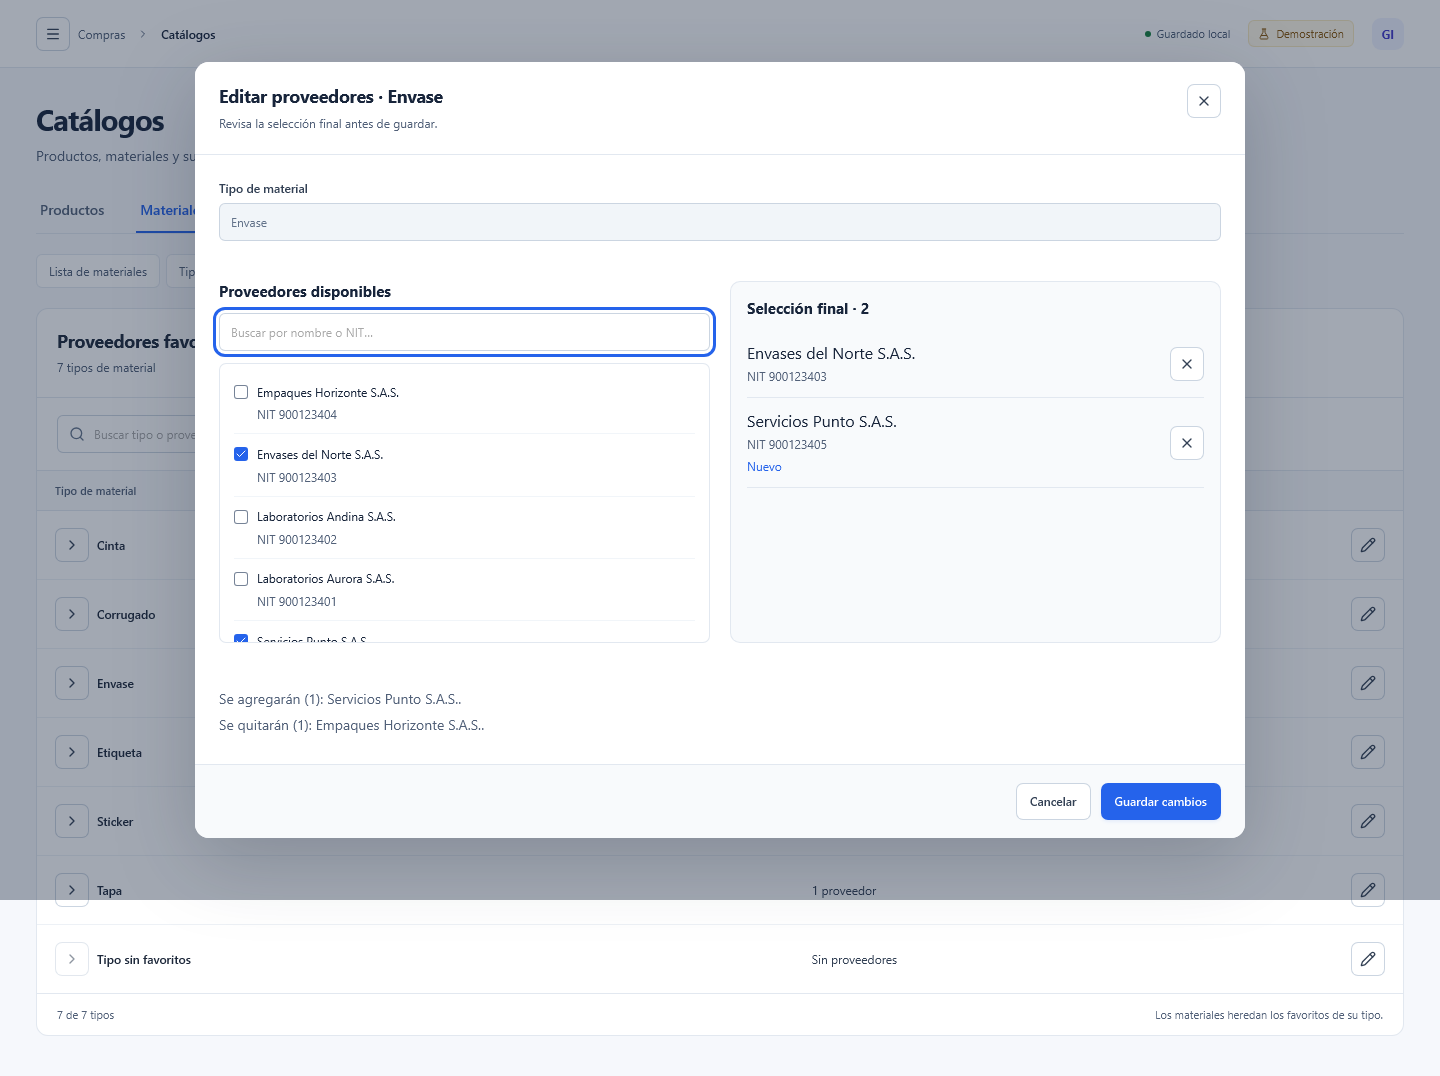 Compras
Catálogos
Guardado local
Demostración
GI
Catálogos
Productos, materiales y su
Productos
Materiale
Lista de materiales
Tip
Proveedores favo
7 tipos de material
Buscar tipo o prove
Tipo de material
Cinta
Corrugado
Envase
Etiqueta
Sticker
Tapa
1 proveedor
Tipo sin favoritos
Sin proveedores
7 de 7 tipos
Los materiales heredan los favoritos de su tipo.
Editar proveedores · Envase
Revisa la selección final antes de guardar.
Tipo de material
Envase
Proveedores disponibles
Buscar por nombre o NIT...
Empaques Horizonte S.A.S.
NIT 900123404
Envases del Norte S.A.S.
NIT 900123403
Laboratorios Andina S.A.S.
NIT 900123402
Laboratorios Aurora S.A.S.
NIT 900123401
Servicios Punto S.A.S.
Selección final · 2
Envases del Norte S.A.S.
NIT 900123403
Servicios Punto S.A.S.
NIT 900123405
Nuevo
Se agregarán (1): Servicios Punto S.A.S..
Se quitarán (1): Empaques Horizonte S.A.S..
Cancelar
Guardar cambios